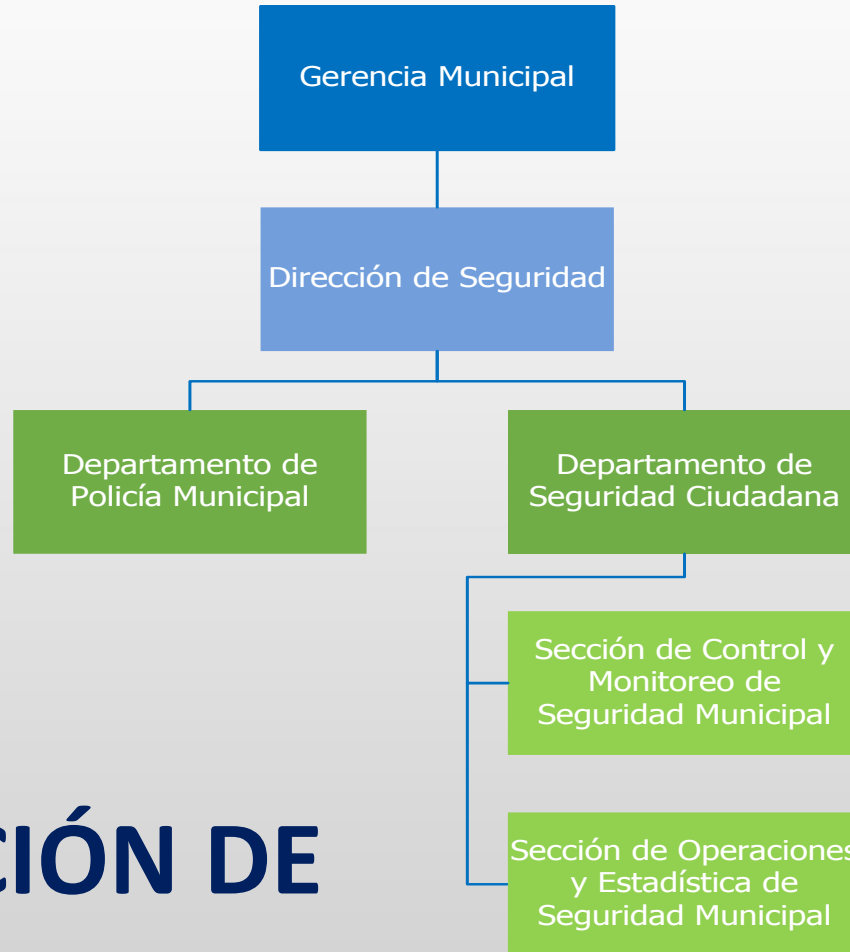 Gerencia Municipal
Dirección de Seguridad
Departamento de
Policía Municipal
Departamento de
Seguridad Ciudadana
Sección de Control y
Monitoreo de
Seguridad Municipal
CIÓN DE
Sección de Operaciones
y Estadística de
Seguridad Municipal